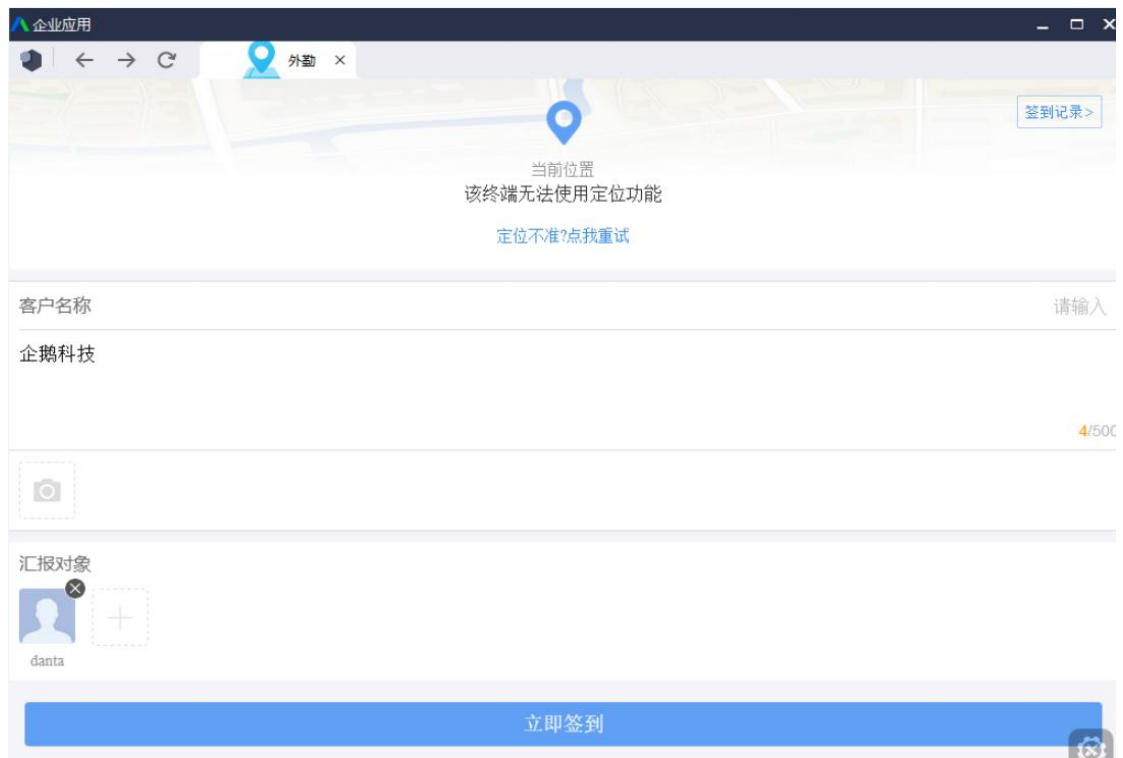 企业应用
外勤
签到记录>
当前位置
该终端无法使用定位功能
定位不准?点我重试
客户名称 请输入
企鹅科技
4/500
汇报对象
danta
立即签到